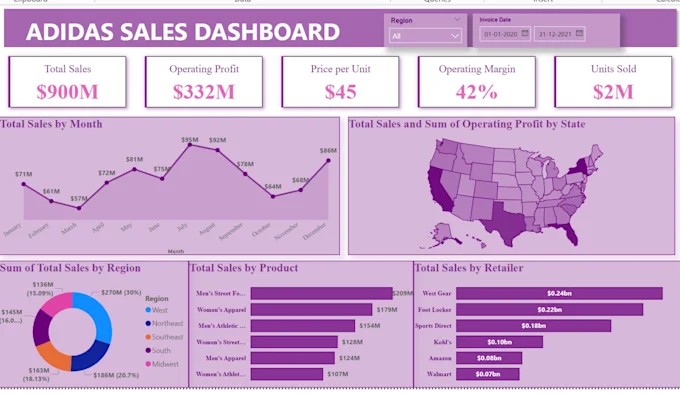 ADIDAS SALES DASHBOARD
Region
All
Invoice Date
01-01-2020
21-12-2021
Total Sales
$900M
Operating Profit
$332M
Price per Unit
$45
Operating Margin
42%
Units Sold
$2M
Total Sales by Month
$71M
$61M
$57M
$72M
$81M
$75M
$95M
$92M
$78M
$64M
$68M
$86M
January
February
March
April
May
June
July
August
September
October
November
December
Month
Total Sales and Sum of Operating Profit by State
Sum of Total Sales by Region
$136M
(15.09%)
$145M
(16.0...)
$163M
(18.13%)
$270M (30%)
$186M (20.7%)
Region
West
Northeast
Southeast
South
Midwest
Total Sales by Product
Men's Street Fo... $209M
Women's Apparel $179M
Men's Athletic ... $154M
Women's Street... $128M
Men's Apparel $124M
Women's Athlet... $107M
Total Sales by Retailer
West Gear $0.24bn
Foot Locker $0.22bn
Sports Direct $0.18bn
Kohl's $0.10bn
Amazon $0.08bn
Walmart $0.07bn